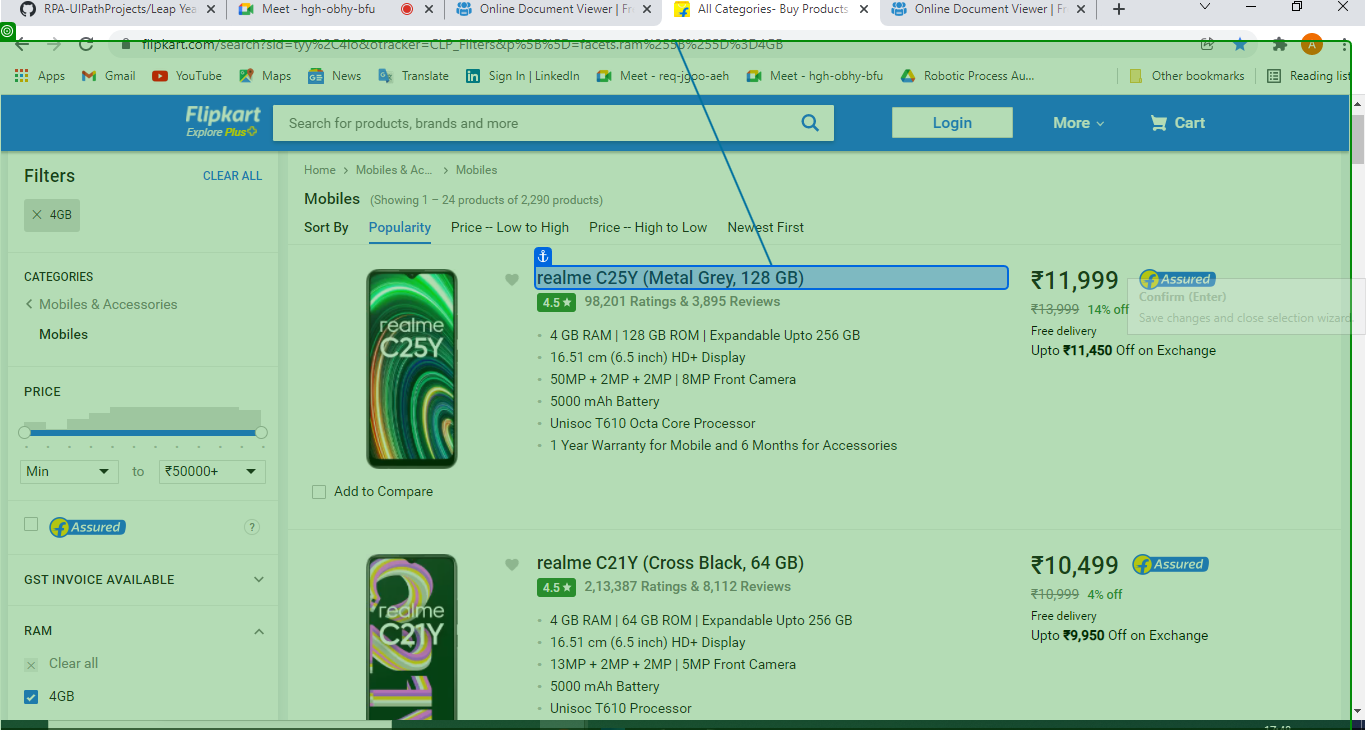 RPA-UIPathProjects/Leap Yea
Meet - hgh-obhy-bfu
Online Document Viewer | Fre
All Categories- Buy Products
Online Document Viewer | Fr
flipkart.com/search?sid=tyy%2C4io&otracker=CLP_Filters&p%5B%5D=facets.ram%255B%255D%3D4GB
A
Apps
Gmail
YouTube
Maps
News
Translate
Sign In | LinkedIn
Meet - req-jgoo-aeh
Meet - hgh-obhy-bfu
Robotic Process Au...
Other bookmarks
Reading list
Flipkart
Explore Plus
Search for products, brands and more
Login
More
Cart
Filters
CLEAR ALL
4GB
CATEGORIES
Mobiles & Accessories
Mobiles
PRICE
Min
to
₹50000+
Assured
?
GST INVOICE AVAILABLE
RAM
Clear all
4GB
Home > Mobiles & Ac... > Mobiles
Mobiles (Showing 1 – 24 products of 2,290 products)
Sort By Popularity Price -- Low to High Price -- High to Low Newest First
realme
C25Y
Add to Compare
realme C25Y (Metal Grey, 128 GB)
4.5 ★ 98,201 Ratings & 3,895 Reviews
4 GB RAM | 128 GB ROM | Expandable Upto 256 GB
16.51 cm (6.5 inch) HD+ Display
50MP + 2MP + 2MP | 8MP Front Camera
5000 mAh Battery
Unisoc T610 Octa Core Processor
1 Year Warranty for Mobile and 6 Months for Accessories
₹11,999
Assured
₹13,999 14% off
Free delivery
Upto ₹11,450 Off on Exchange
Confirm (Enter)
Save changes and close selection wizard.
realme
C21Y
realme C21Y (Cross Black, 64 GB)
4.5 ★ 2,13,387 Ratings & 8,112 Reviews
4 GB RAM | 64 GB ROM | Expandable Upto 256 GB
16.51 cm (6.5 inch) HD+ Display
13MP + 2MP + 2MP | 5MP Front Camera
5000 mAh Battery
Unisoc T610 Processor
₹10,499
Assured
₹10,999 4% off
Free delivery
Upto ₹9,950 Off on Exchange